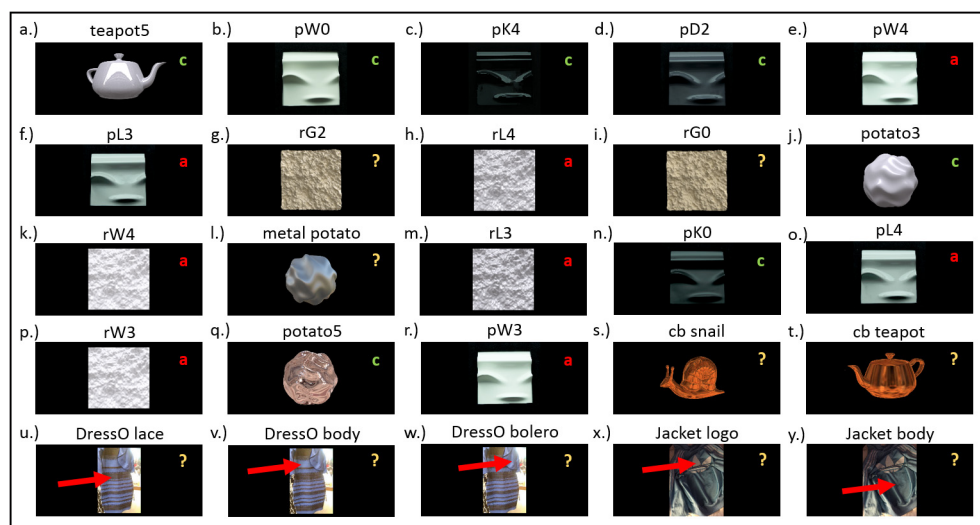 a.) teapot5 c
b.) pW0 c
c.) pK4 c
d.) pD2 c
e.) pW4 a
f.) pL3 a
g.) rG2 ?
h.) rL4 a
i.) rG0 ?
j.) potato3 c
k.) rW4 a
l.) metal potato ?
m.) rL3 a
n.) pK0 c
o.) pL4 a
p.) rW3 a
q.) potato5 c
r.) pW3 a
s.) cb snail ?
t.) cb teapot ?
u.) DressO lace ?
v.) DressO body ?
w.) DressO bolero ?
x.) Jacket logo ?
y.) Jacket body ?